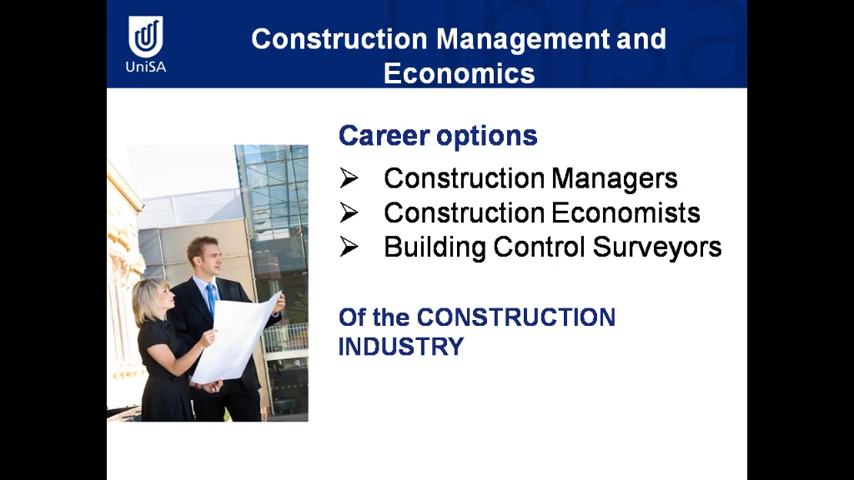 UniSA
Construction Management and
Economics
Career options
Construction Managers
Construction Economists
Building Control Surveyors
Of the CONSTRUCTION
INDUSTRY